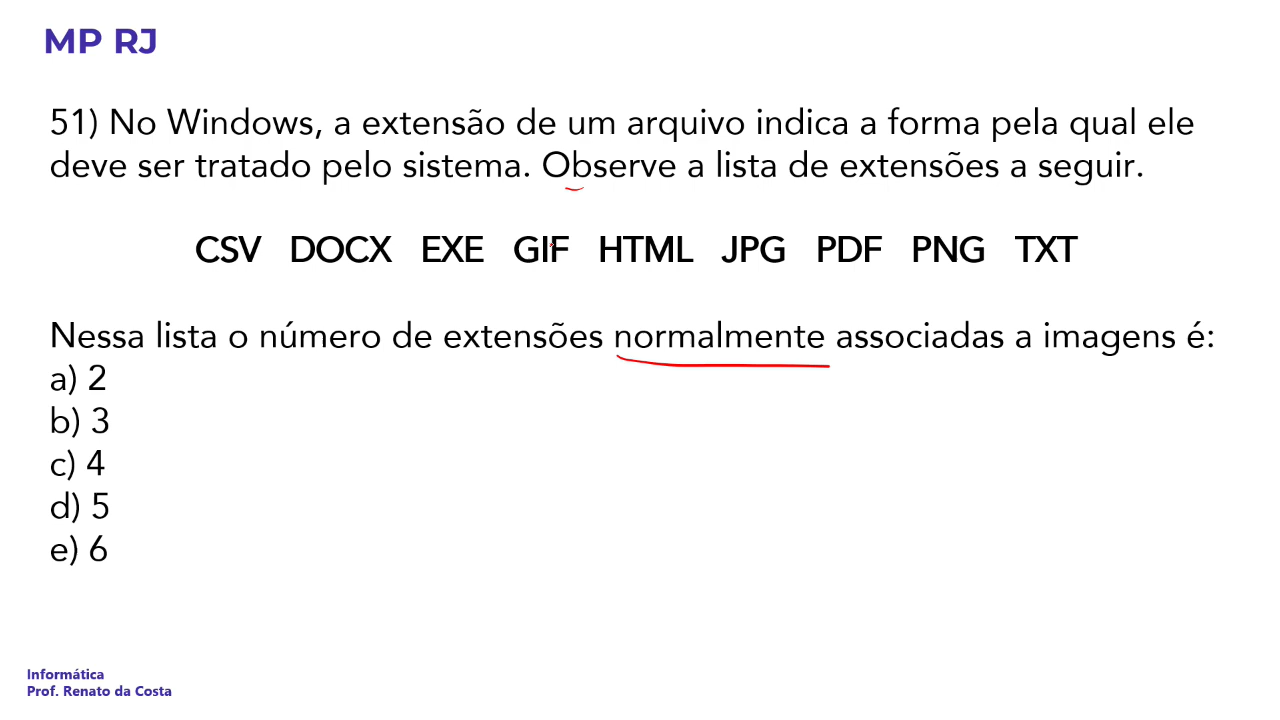 MP RJ
51) No Windows, a extensão de um arquivo indica a forma pela qual ele
deve ser tratado pelo sistema. Observe a lista de extensões a seguir.
CSV DOCX EXE GIF HTML JPG PDF PNG TXT
Nessa lista o número de extensões normalmente associadas a imagens é:
a) 2
b) 3
c) 4
d) 5
e) 6
Informática
Prof. Renato da Costa